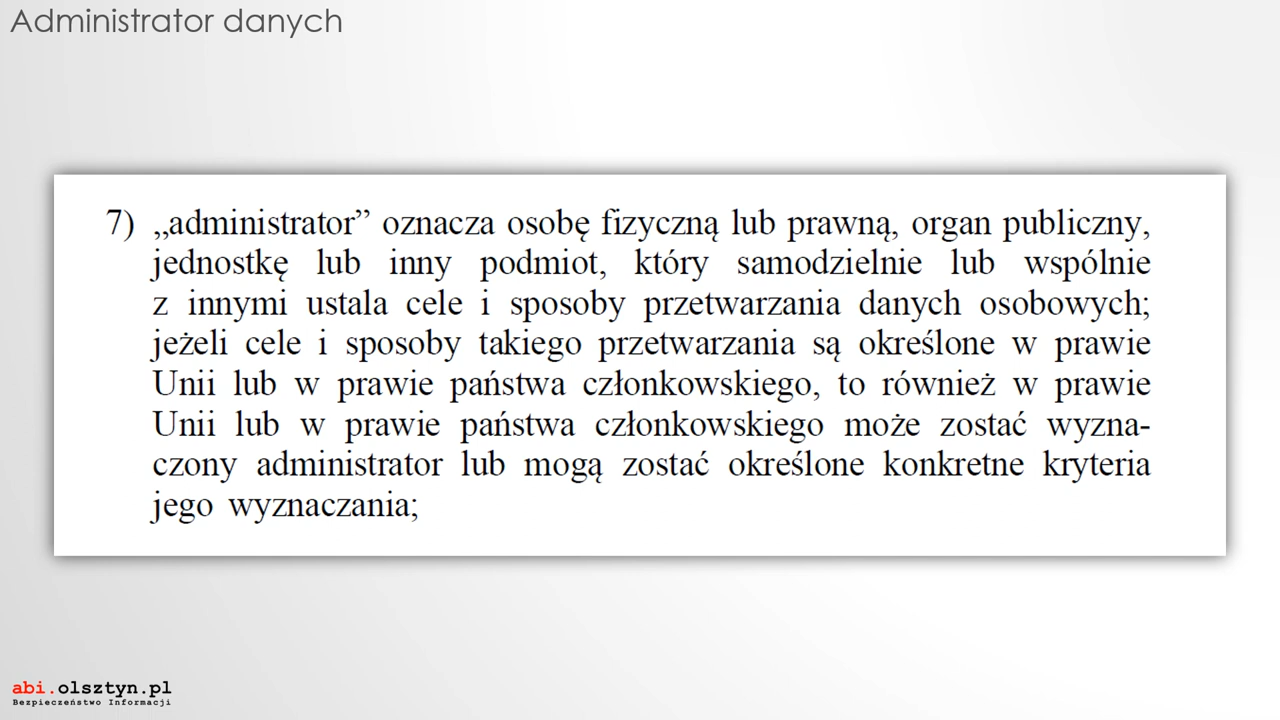 Administrator danych
7) „administrator” oznacza osobę fizyczną lub prawną, organ publiczny,
jednostkę lub inny podmiot, który samodzielnie lub wspólnie
z innymi ustala cele i sposoby przetwarzania danych osobowych;
jeżeli cele i sposoby takiego przetwarzania są określone w prawie
Unii lub w prawie państwa członkowskiego, to również w prawie
Unii lub w prawie państwa członkowskiego może zostać wyzna-
czony administrator lub mogą zostać określone konkretne kryteria
jego wyznaczania;
abi.olsztyn.pl
Bezpieczeństwo Informacji